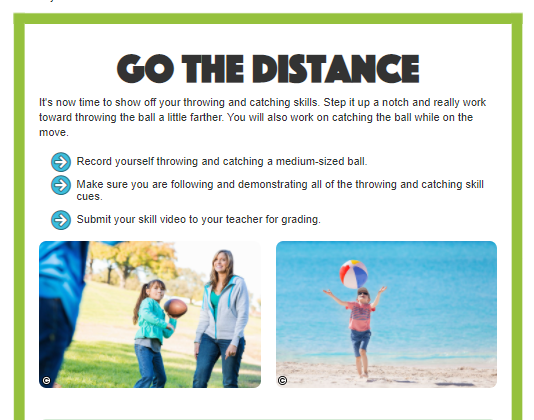 GO THE DISTANCE
It's now time to show off your throwing and catching skills. Step it up a notch and really work
toward throwing the ball a little farther. You will also work on catching the ball while on the
move.
Record yourself throwing and catching a medium-sized ball.
Make sure you are following and demonstrating all of the throwing and catching skill
cues.
Submit your skill video to your teacher for grading.
© ©